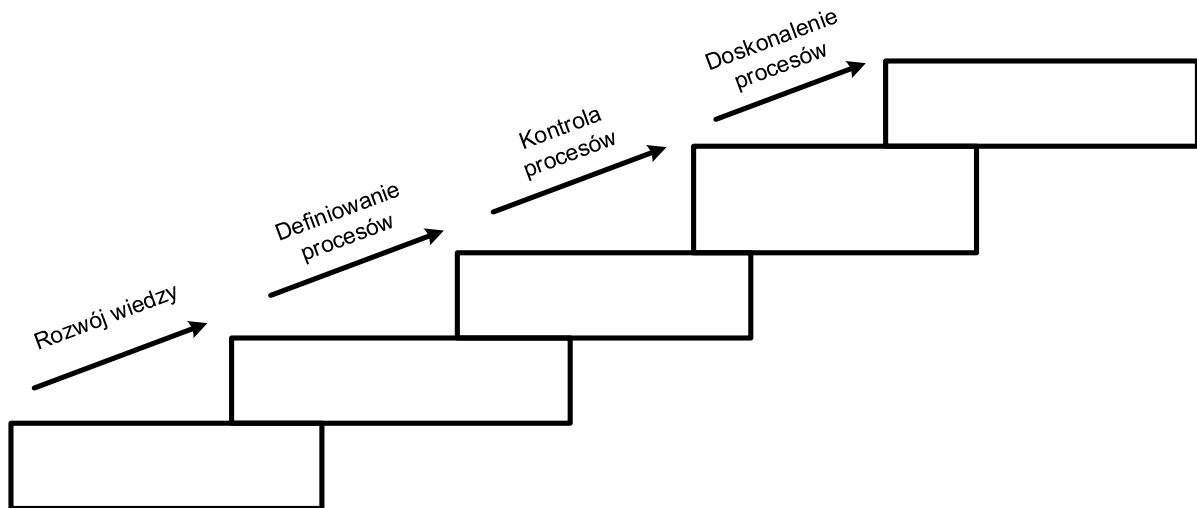 Doskonalenie
procesów
Kontrola
procesów
Definiowanie
procesów
Rozwój wiedzy